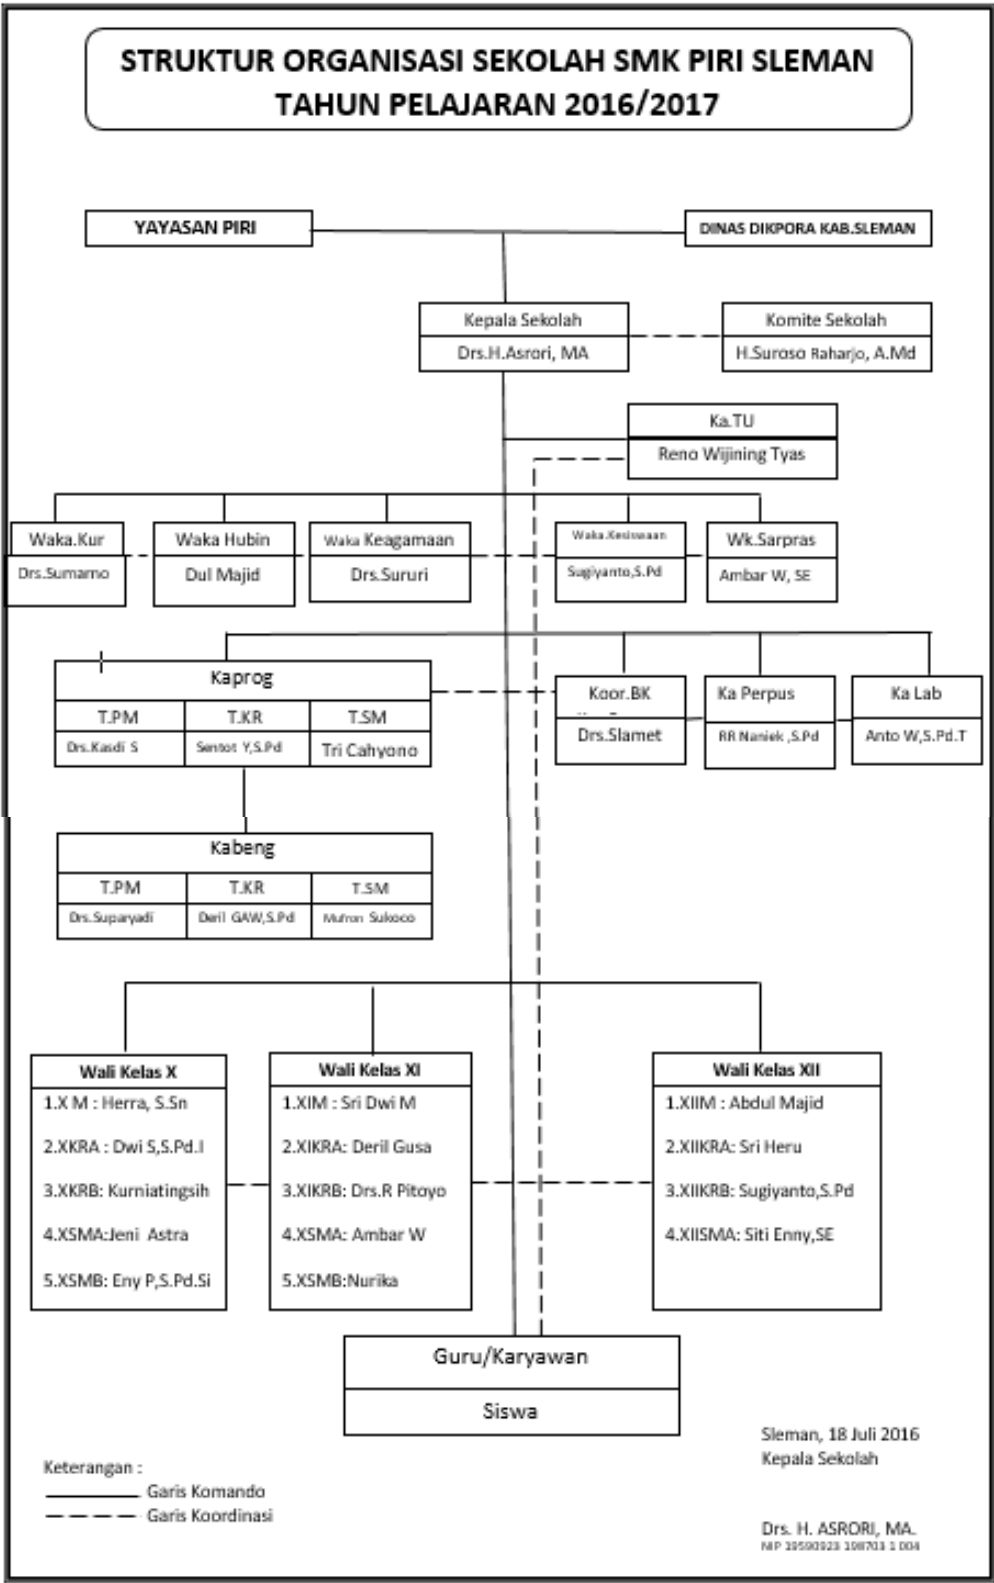 STRUKTUR ORGANISASI SEKOLAH SMK PIRI SLEMAN
TAHUN PELAJARAN 2016/2017
YAYASAN PIRI
DINAS DIKPORA KAB.SLEMAN
Kepala Sekolah
Drs.H.Asrori, MA
Komite Sekolah
H.Suroso Raharjo, A.Md
Ka.TU
Reno Wijining Tyas
Waka.Kur
Drs.Sumarno
Waka Hubin
Dul Majid
Waka Keagamaan
Drs.Sururi
Waka.Kesiswaan
Sugiyanto,S.Pd
Wk.Sarpras
Ambar W, SE
Kaprog
T.PM T.KR T.SM
Drs.Kasdi S Sentot Y,S.Pd Tri Cahyono
Koor.BK
Drs.Slamet
Ka Perpus
RR Naniek ,S.Pd
Ka Lab
Anto W,S.Pd.T
Kabeng
T.PM T.KR T.SM
Drs.Suparyadi Deril GAW,S.Pd Mufron Sukoco
Wali Kelas X
1.X M : Herra, S.Sn
2.XKRA : Dwi S,S.Pd.I
3.XKRB: Kurniatingsih
4.XSMA:Jeni Astra
5.XSMB: Eny P,S.Pd.Si
Wali Kelas XI
1.XIM : Sri Dwi M
2.XIKRA: Deril Gusa
3.XIKRB: Drs.R Pitoyo
4.XSMA: Ambar W
5.XSMB:Nurika
Wali Kelas XII
1.XIIM : Abdul Majid
2.XIIKRA: Sri Heru
3.XIIKRB: Sugiyanto,S.Pd
4.XIISMA: Siti Enny,SE
Guru/Karyawan
Siswa
Sleman, 18 Juli 2016
Kepala Sekolah
Keterangan :
Garis Komando
Garis Koordinasi
Drs. H. ASRORI, MA.
NIP 19590923 198703 1 004